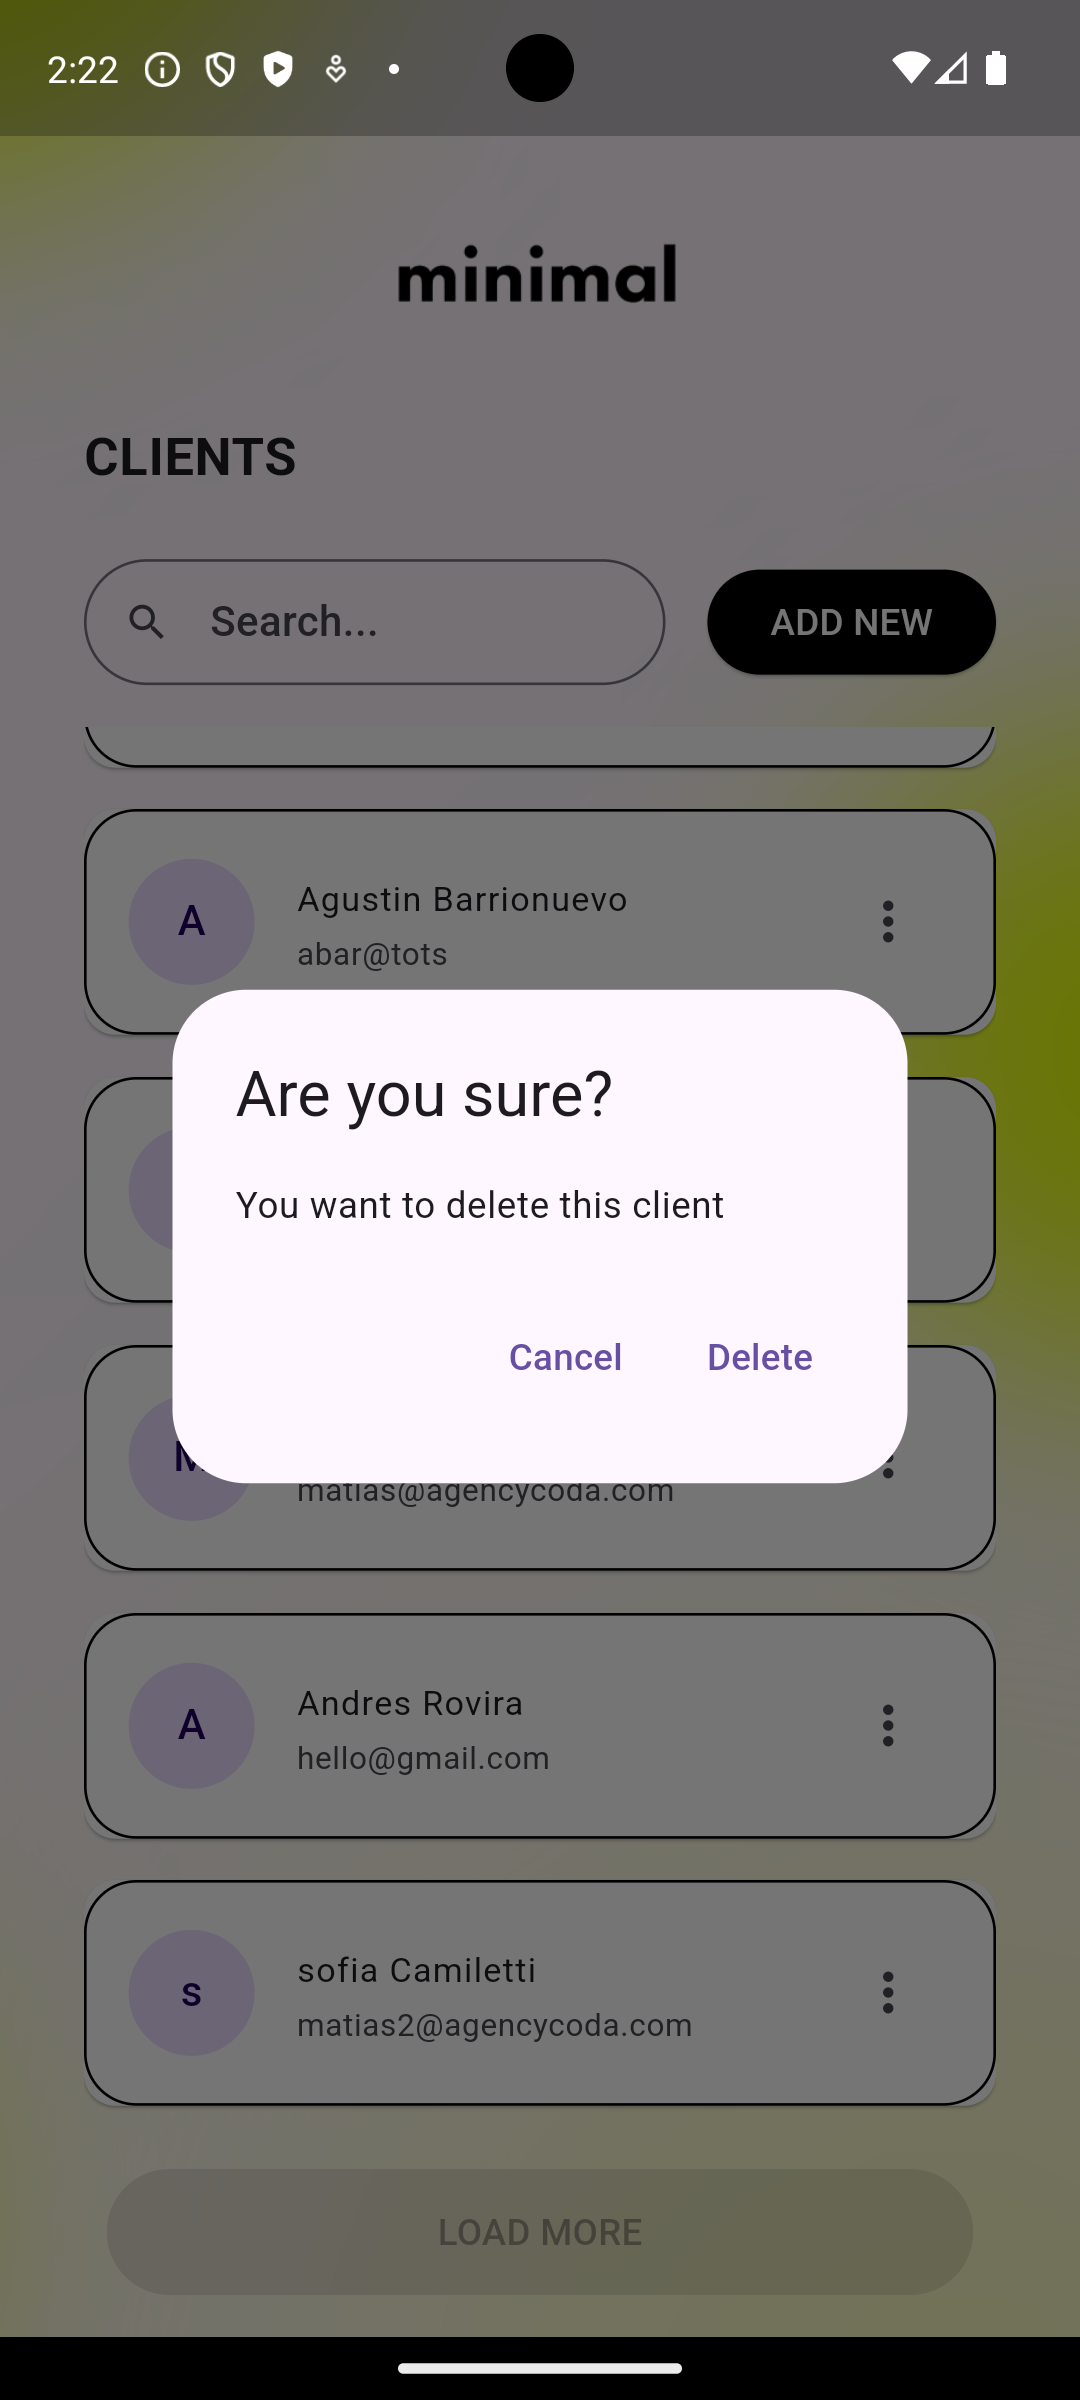 2:22
minimal
CLIENTS
Search...
ADD NEW
A
Agustin Barrionuevo
abar@tots
Are you sure?
You want to delete this client
Cancel
Delete
M
matias@agencycoda.com
A
Andres Rovira
hello@gmail.com
s
sofia Camiletti
matias2@agencycoda.com
LOAD MORE